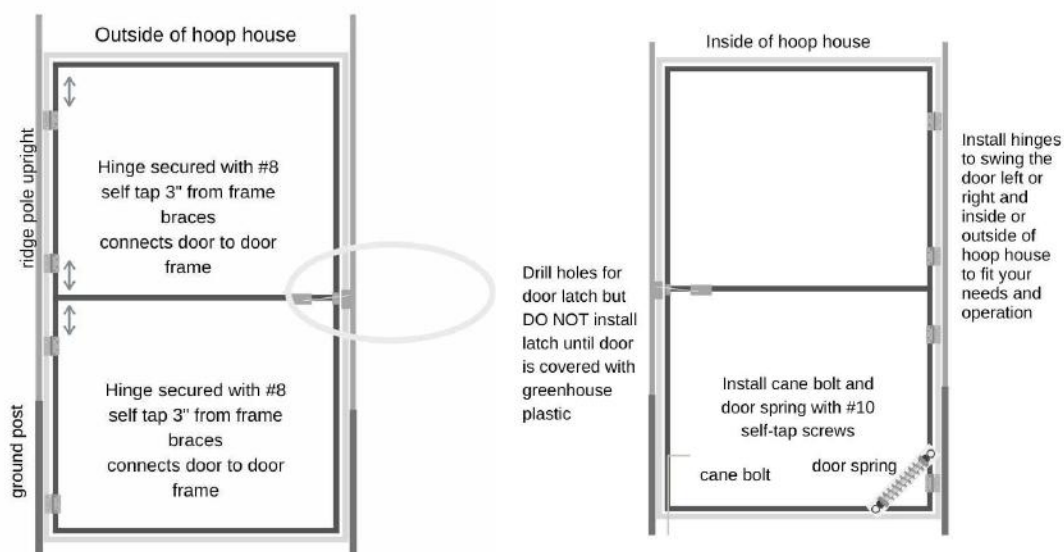 Outside of hoop house
ridge pole upright
Hinge secured with #8
self tap 3" from frame
braces
connects door to door
frame
ground post
Hinge secured with #8
self tap 3" from frame
braces
connects door to door
frame
Inside of hoop house
Drill holes for
door latch but
DO NOT install
latch until door
is covered with
greenhouse
plastic
Install hinges
to swing the
door left or
right and
inside or
outside of
hoop house
to fit your
needs and
operation
Install cane bolt and
door spring with #10
self-tap screws
cane bolt
door spring